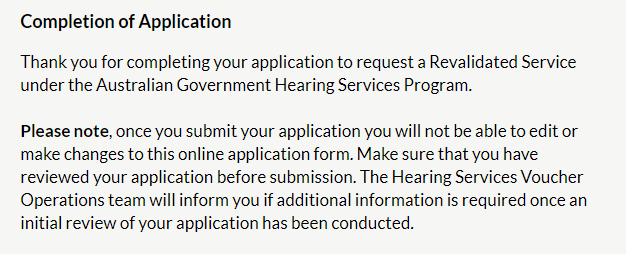 Completion of Application
Thank you for completing your application to request a Revalidated Service
under the Australian Government Hearing Services Program.
Please note, once you submit your application you will not be able to edit or
make changes to this online application form. Make sure that you have
reviewed your application before submission. The Hearing Services Voucher
Operations team will inform you if additional information is required once an
initial review of your application has been conducted.